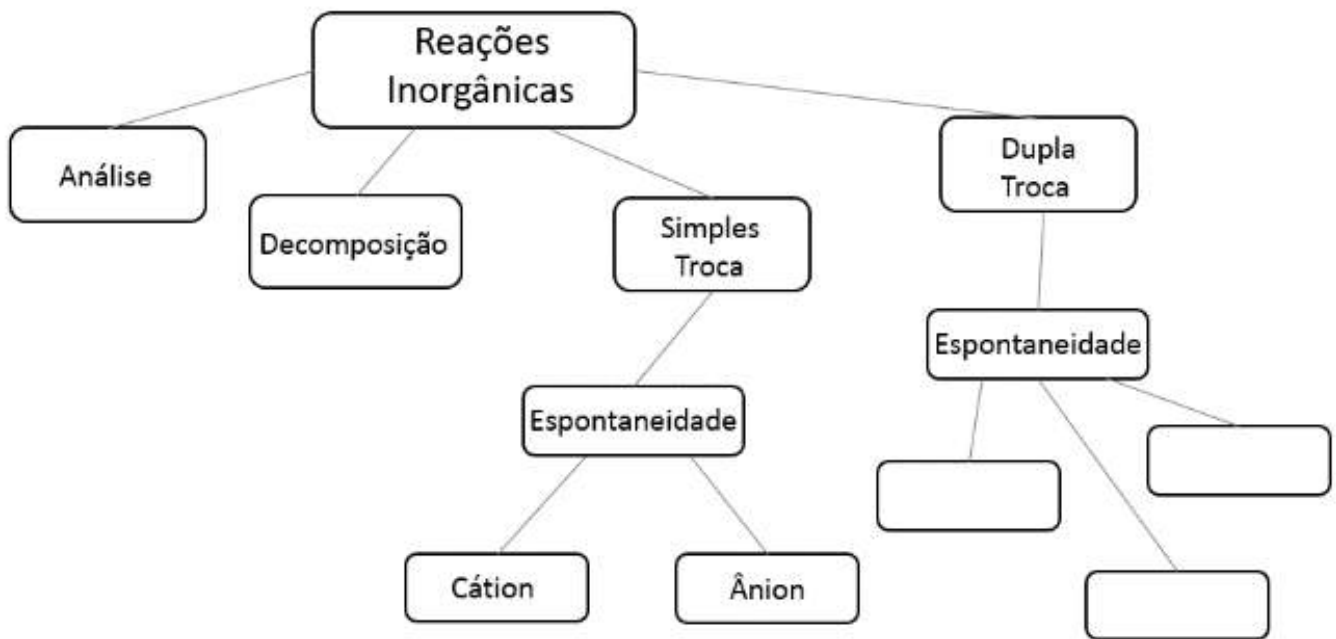 Reações
Inorgânicas
Análise
Decomposição
Simples
Troca
Dupla
Troca
Espontaneidade
Espontaneidade
Cátion
Ânion